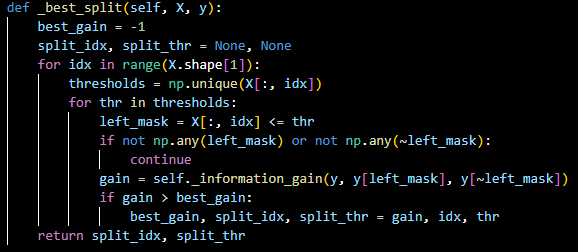 def _best_split(self, X, y):
    best_gain = -1
    split_idx, split_thr = None, None
    for idx in range(X.shape[1]):
        thresholds = np.unique(X[:, idx])
        for thr in thresholds:
            left_mask = X[:, idx] <= thr
            if not np.any(left_mask) or not np.any(~left_mask):
                continue
            gain = self._information_gain(y, y[left_mask], y[~left_mask])
            if gain > best_gain:
                best_gain, split_idx, split_thr = gain, idx, thr
    return split_idx, split_thr